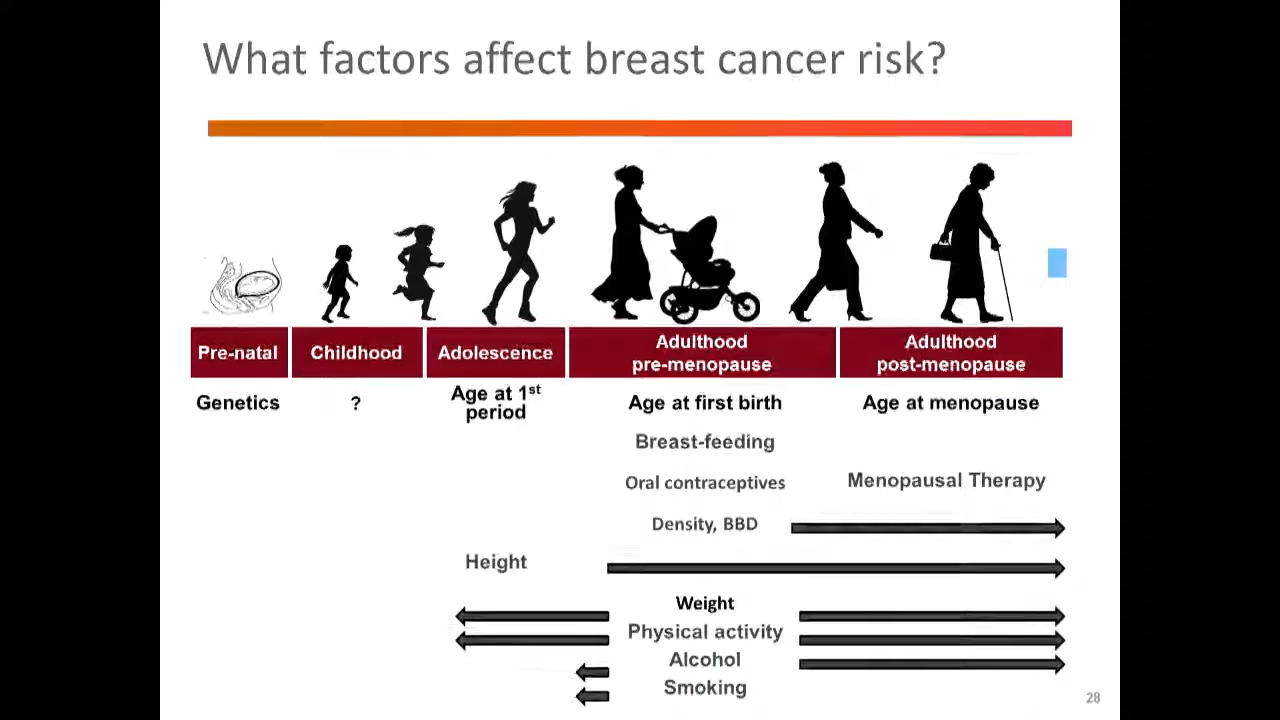 What factors affect breast cancer risk?
Pre-natal
Childhood
Adolescence
Adulthood
pre-menopause
Adulthood
post-menopause
Genetics
?
Age at 1st
period
Age at first birth
Age at menopause
Breast-feeding
Oral contraceptives
Menopausal Therapy
Density, BBD
Height
Weight
Physical activity
Alcohol
Smoking
28